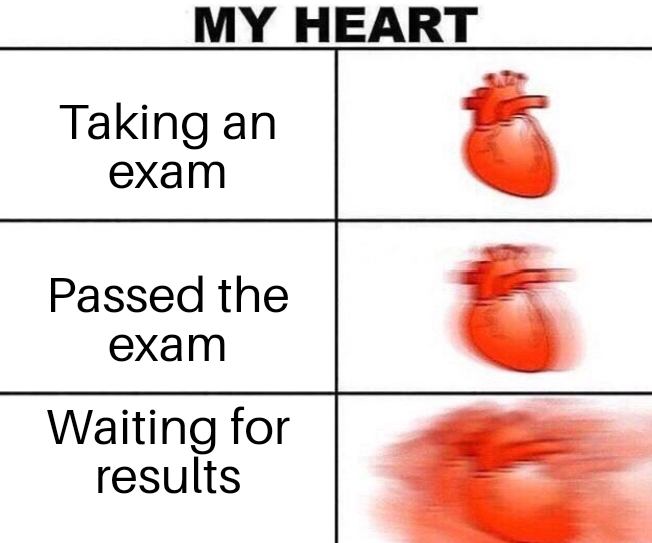 MY HEART
Taking an
exam
Passed the
exam
Waiting for
results